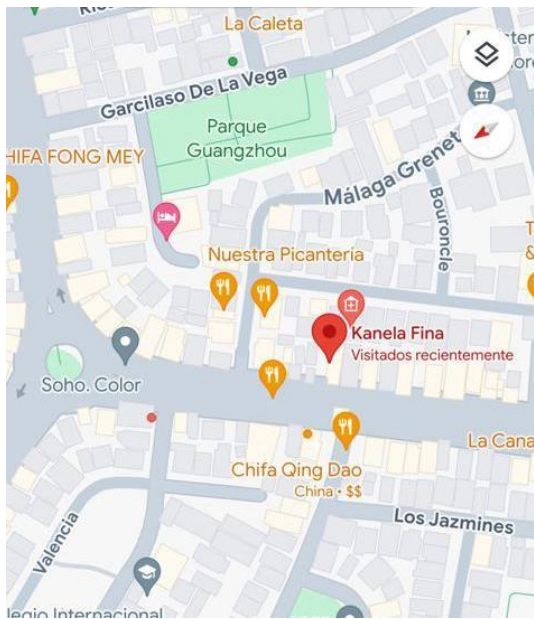 La Caleta
Garcilaso De La Vega
Parque
Guangzhou
HIFA FONG MEY
Málaga Grenet
Bouroncle
Nuestra Picantería
Kanela Fina
Visitados recientemente
Soho. Color
La Cana
Chifa Qing Dao
China • $$
Los Jazmines
Valencia
legio Internacional